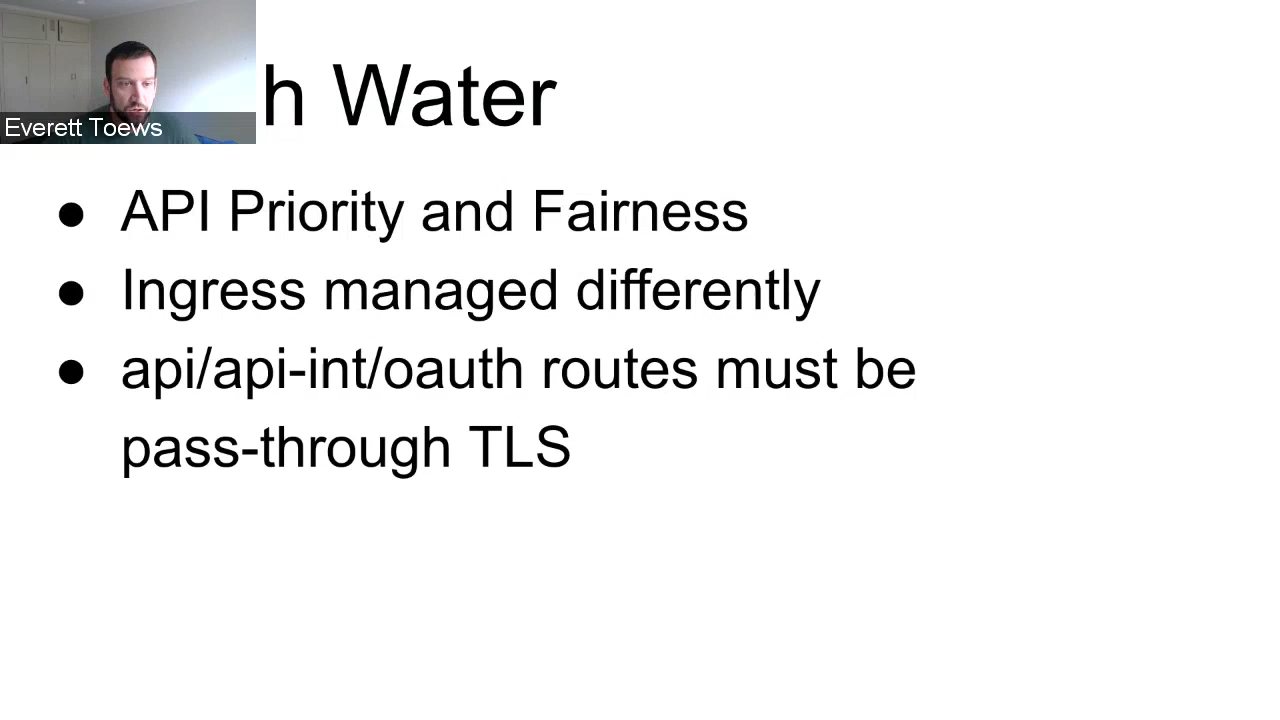 h Water
Everett Toews
● API Priority and Fairness
● Ingress managed differently
● api/api-int/oauth routes must be
pass-through TLS